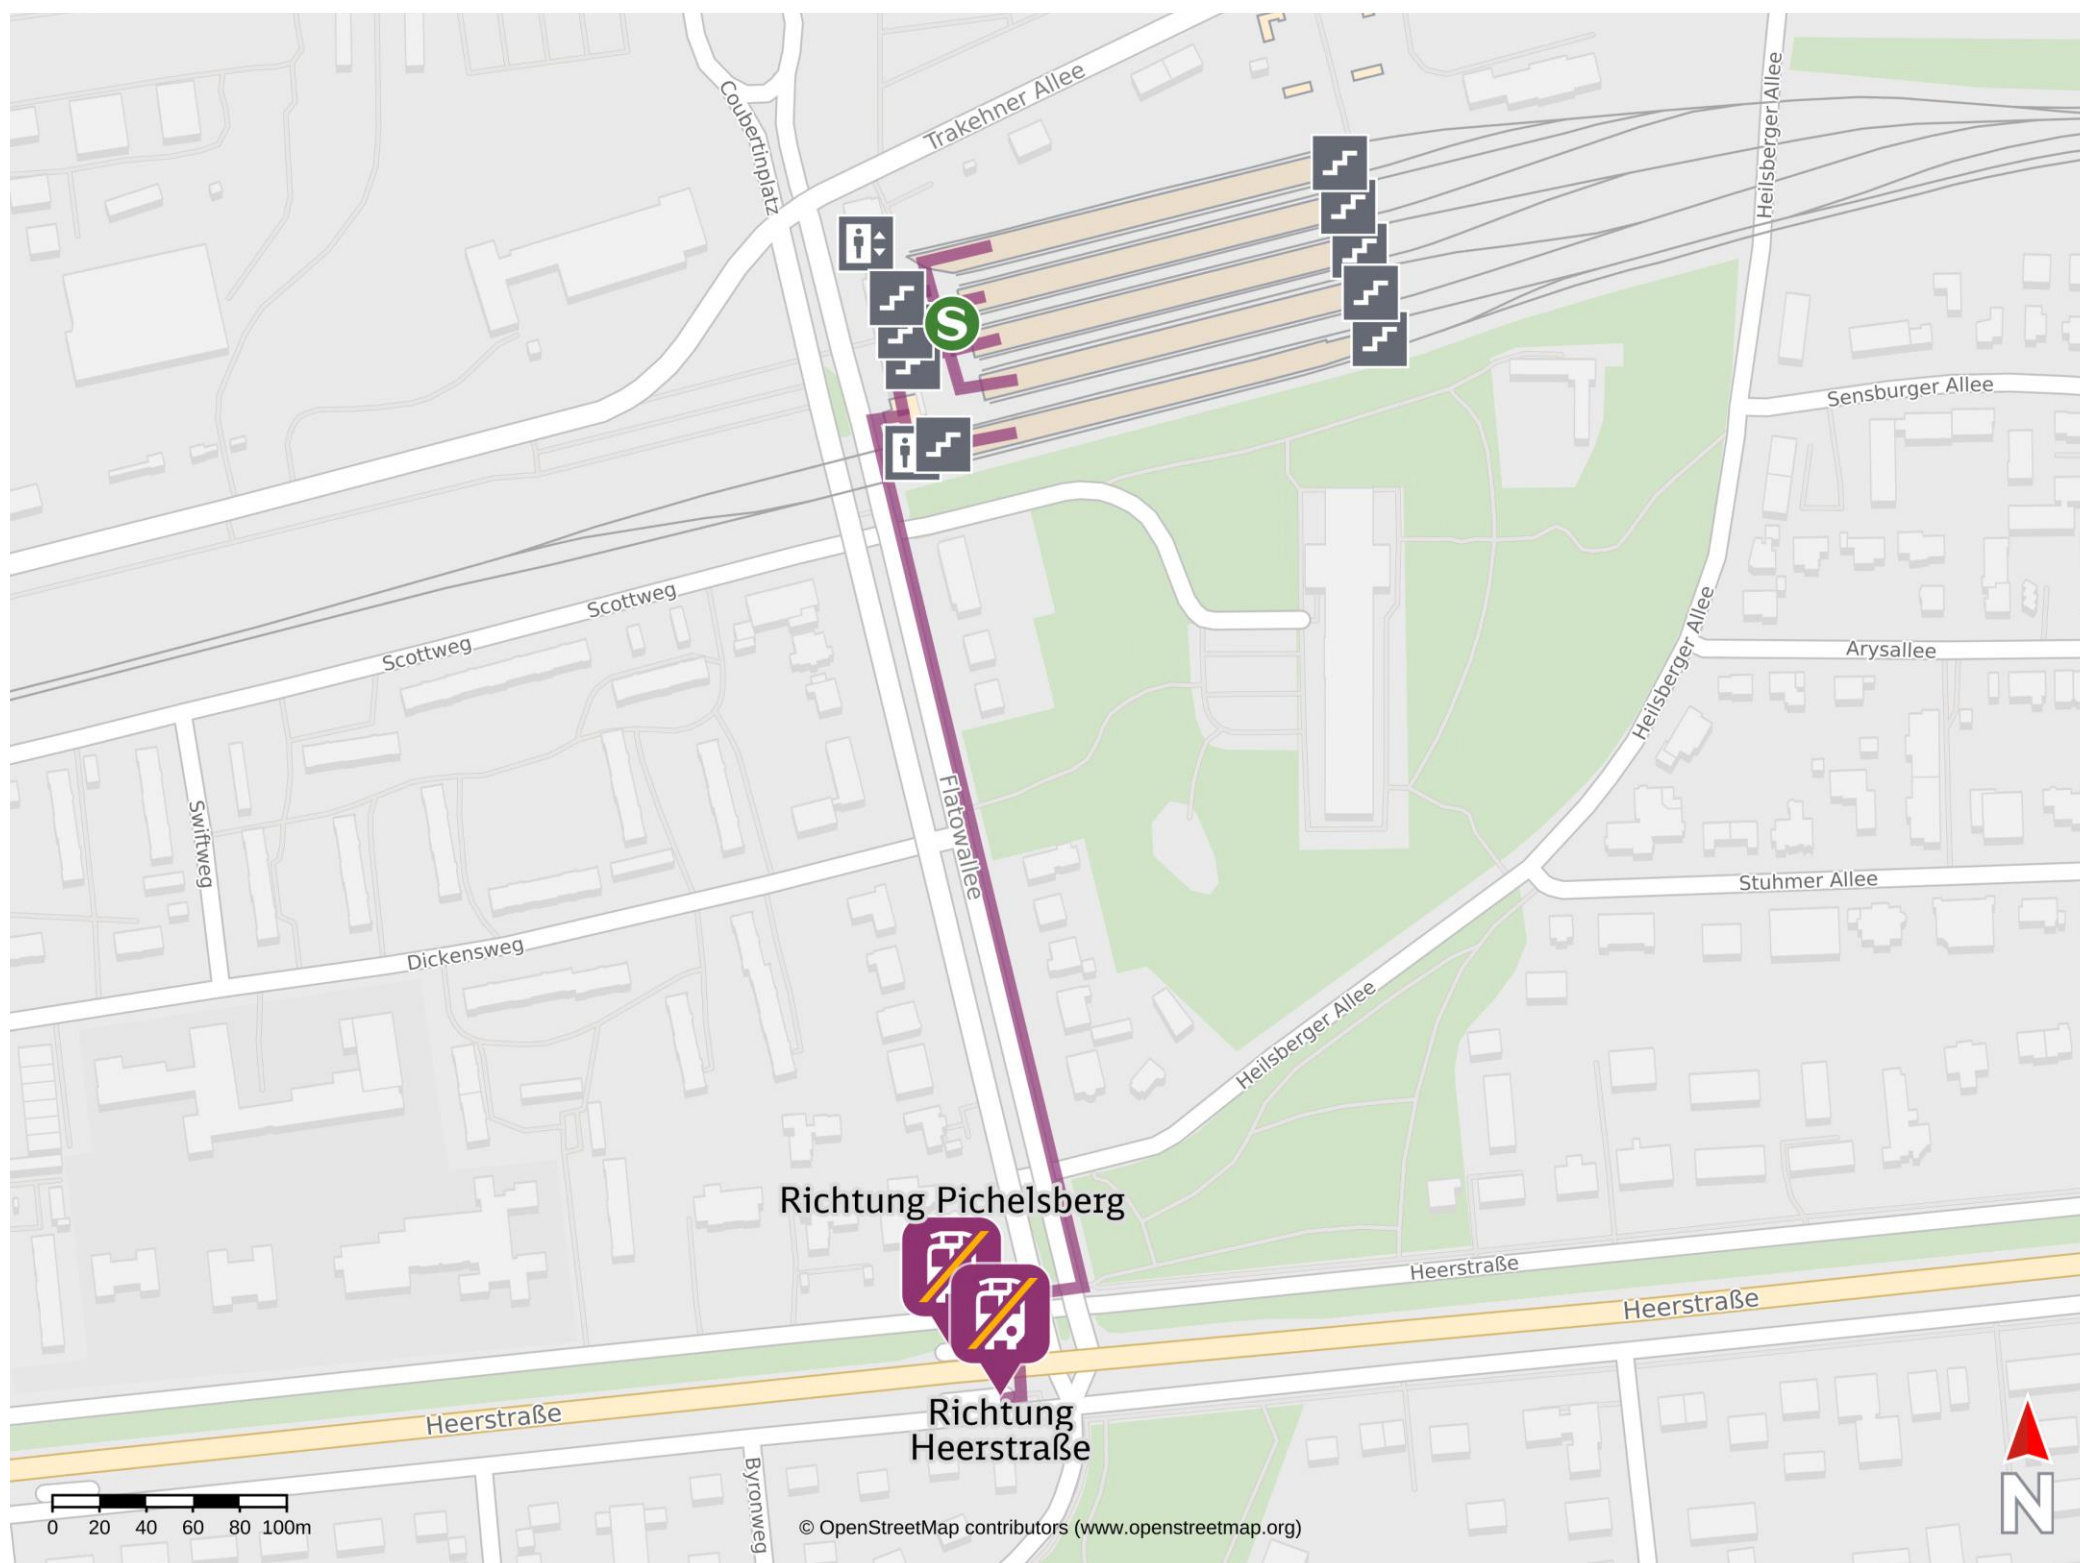 Coubertinplatz
Trakehner Allee
Heilsberger Allee
S
Sensburger Allee
Scottweg
Scottweg
Arysallee
Heilsberger Allee
Swiftweg
Flatowallee
Stuhmer Allee
Dickensweg
Heilsberger Allee
Richtung Pichelsberg
Heerstraße
Heerstraße
Heerstraße
Richtung
Heerstraße
Byronweg
N
0 20 40 60 80 100m
© OpenStreetMap contributors (www.openstreetmap.org)